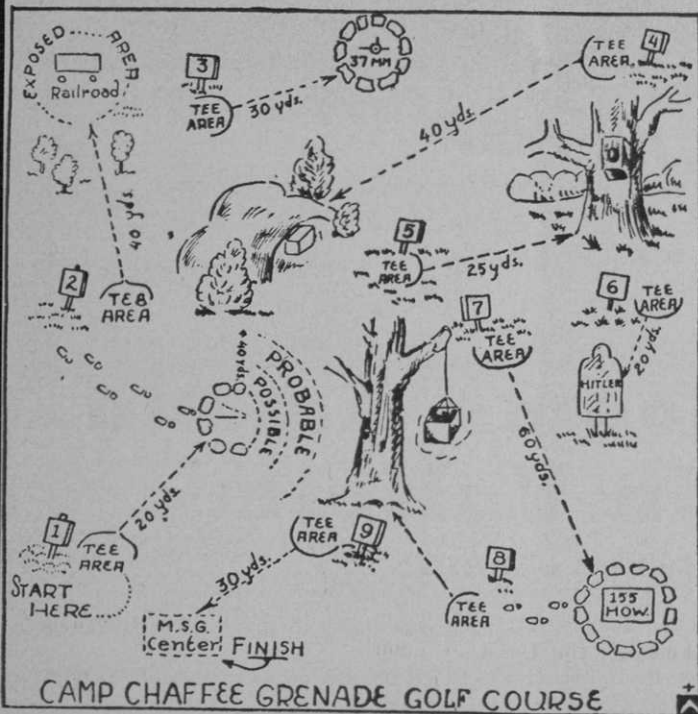 EXPOSED AREA
Railroad
3
TEE
AREA
30 yds.
37 MM
TEE
AREA
4
40 yds.
40 yds.
2
TEB
AREA
5
TEE
AREA
25 yds.
6
TEE
AREA
20 yds.
HITLER
7
TEE
AREA
60 yds.
40 yds.
POSSIBLE
PROBABLE
20 yds.
1
TEE
AREA
START
HERE
TEE
AREA
9
30 yds.
M.S.G.
Center
FINISH
8
TEE
AREA
155
HOW.
CAMP CHAFFEE GRENADE GOLF COURSE